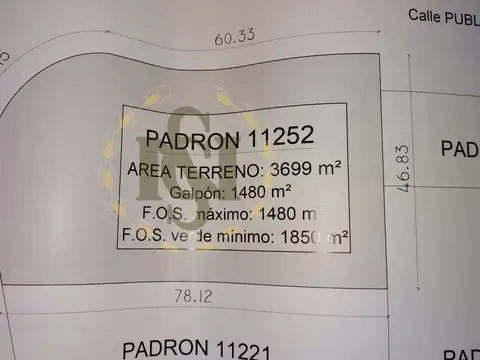 Calle PUBL
60.33
PADRON 11252
AREA TERRENO: 3699 m²
Galpón: 1480 m²
F.O.S. máximo: 1480 m²
F.O.S. verde mínimo: 1850 m²
46.83
PAD
78.12
PADRON 11221